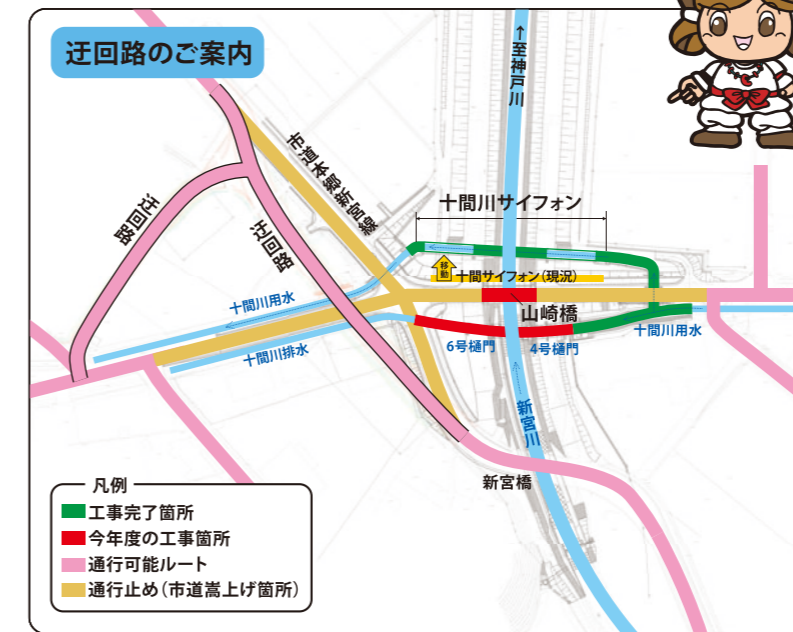 迂回路のご案内
↑至神戸川
市道本郷新宮線
十間川サイフォン
迂回路
迂回路
移動
十間サイフォン(現況)
十間川用水
山崎橋
十間川排水
6号樋門
4号樋門
十間川用水
新宮川
新宮橋
凡例
工事完了箇所
今年度の工事箇所
通行可能ルート
通行止め(市道嵩上げ箇所)